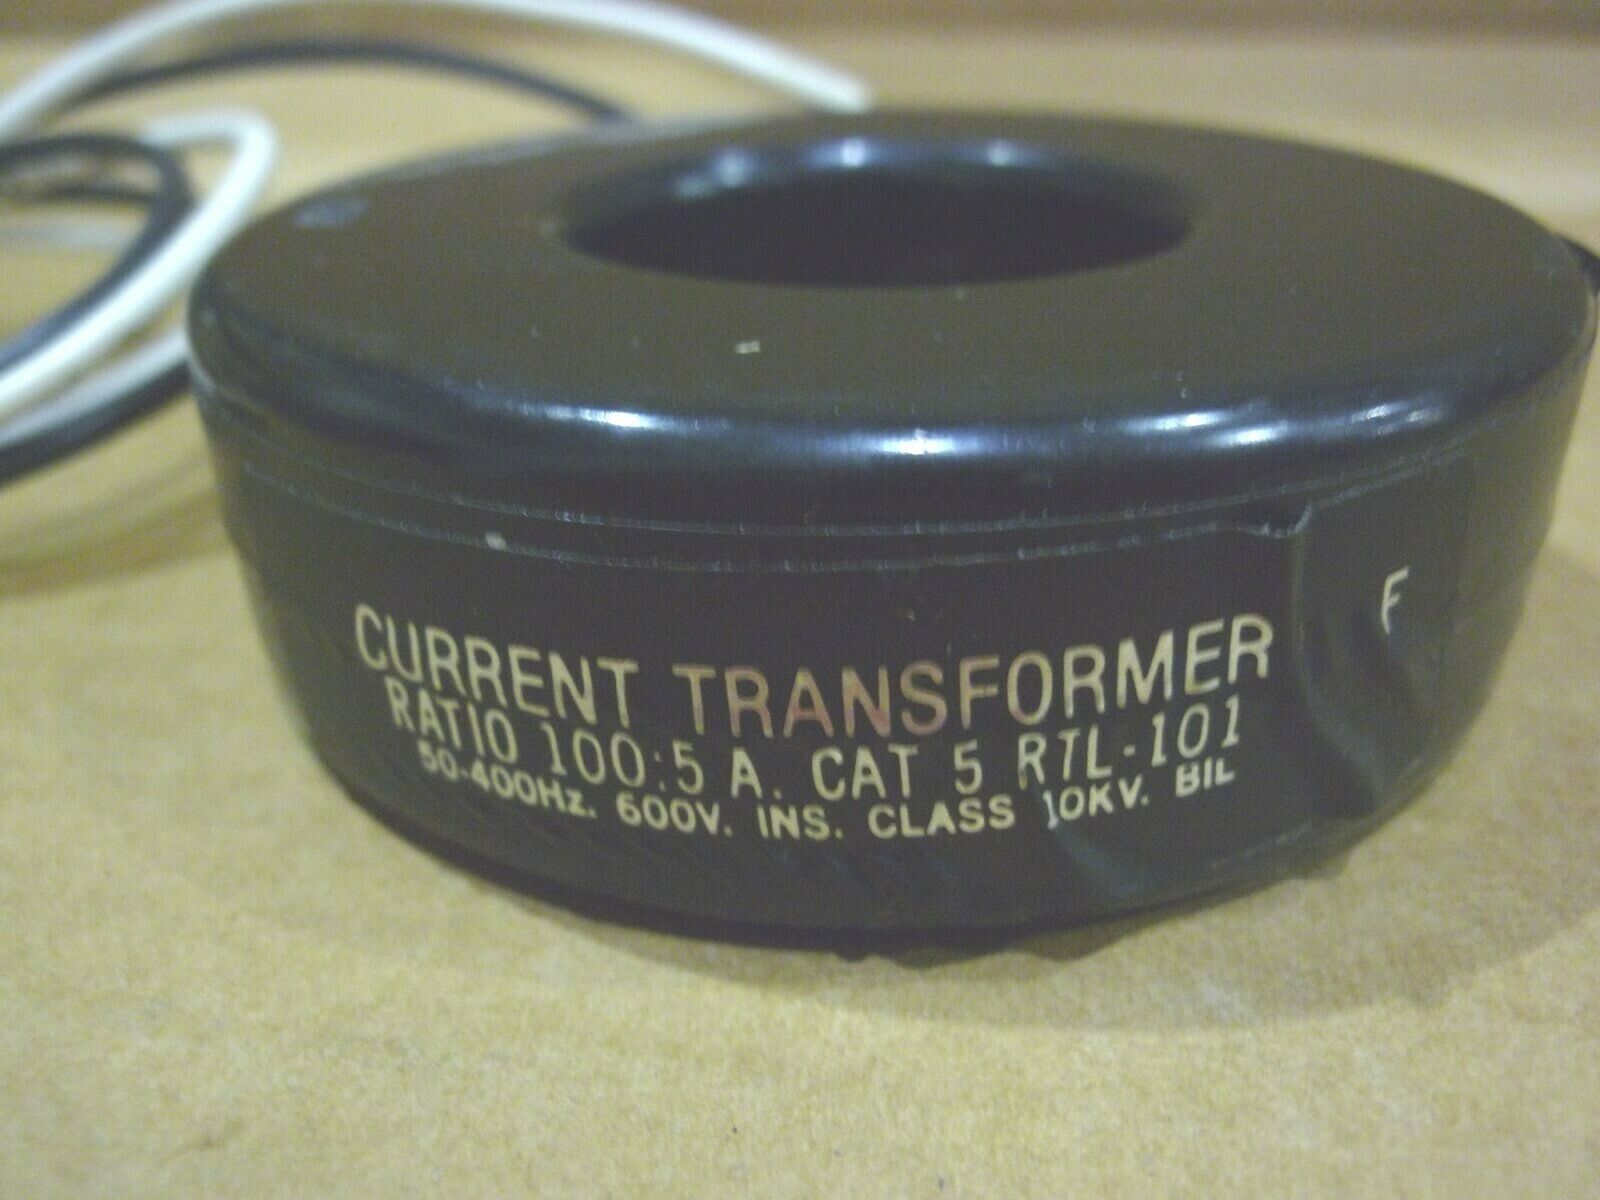 CURRENT TRANSFORMER
RATIO 100:5 A. CAT 5 RTL-101
50-400Hz. 600V. INS. CLASS 10KV. BIL
F